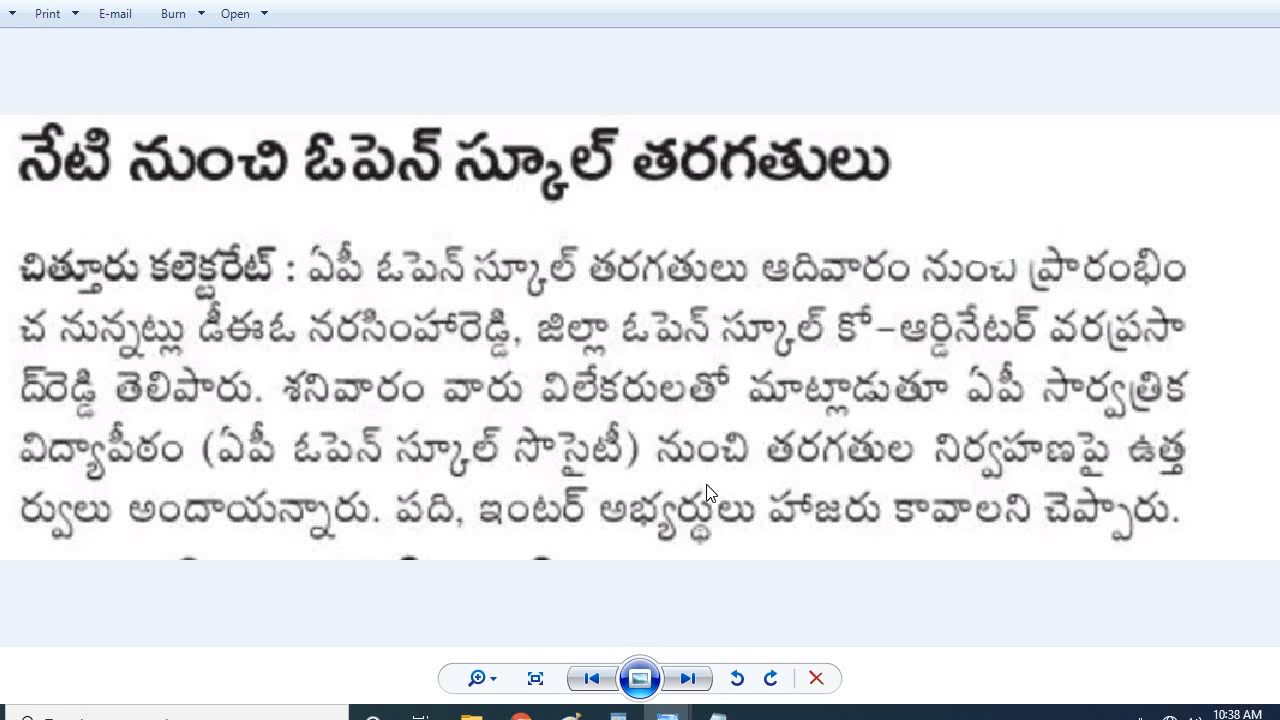 Print E-mail Burn Open
నేటి నుంచి ఓపెన్ స్కూల్ తరగతులు
చిత్తూరు కలెక్టరేట్ : ఏపీ ఓపెన్ స్కూల్ తరగతులు ఆదివారం నుంచి ప్రారంభిం
చ నున్నట్లు డీఈఓ నరసింహారెడ్డి, జిల్లా ఓపెన్ స్కూల్ కో-ఆర్డినేటర్ వరప్రసా
ద్‌రెడ్డి తెలిపారు. శనివారం వారు విలేకరులతో మాట్లాడుతూ ఏపీ సార్వత్రిక
విద్యాపీఠం (ఏపీ ఓపెన్ స్కూల్ సొసైటీ) నుంచి తరగతుల నిర్వహణపై ఉత్త
ర్వులు అందాయన్నారు. పది, ఇంటర్ అభ్యర్థులు హాజరు కావాలని చెప్పారు.
10:38 AM